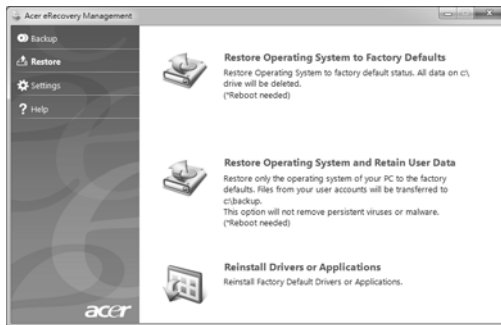 Acer eRecovery Management
Backup
Restore
Settings
Help
Restore Operating System to Factory Defaults
Restore Operating System to factory default status. All data on c:\
drive will be deleted.
(*Reboot needed)
Restore Operating System and Retain User Data
Restore only the operating system of your PC to the factory
defaults. Files from your user accounts will be transferred to
c:\backup.
This option will not remove persistent viruses or malware.
(*Reboot needed)
Reinstall Drivers or Applications
Reinstall Factory Default Drivers or Applications.
acer